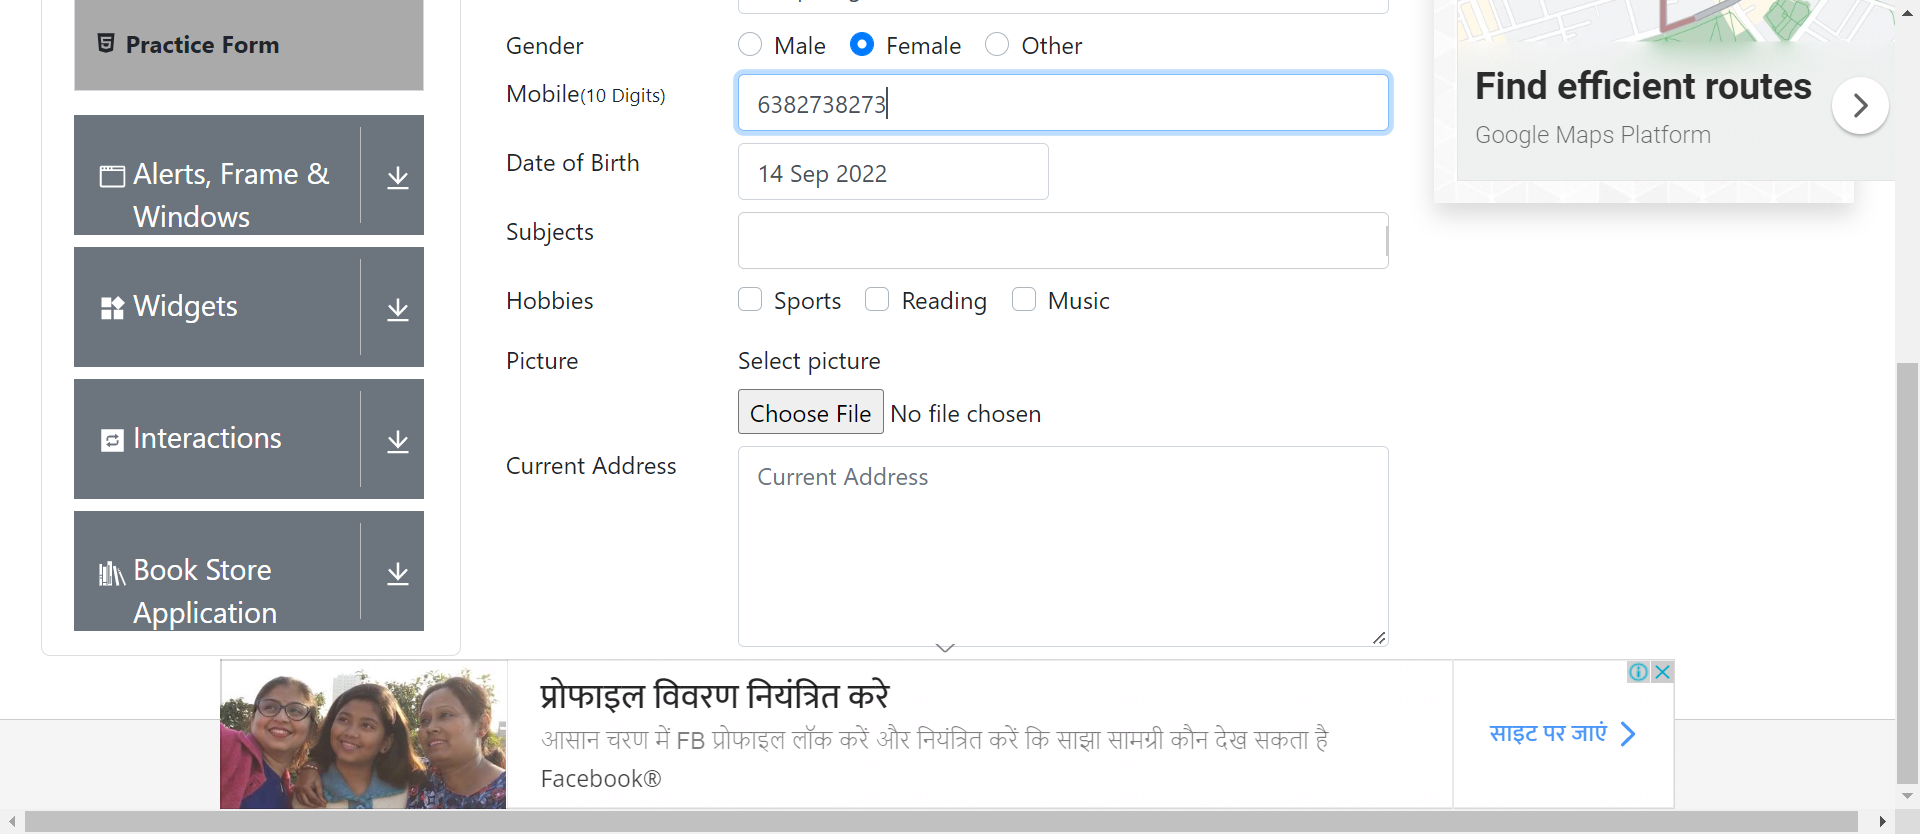 Practice Form
Alerts, Frame &
Windows
Widgets
Interactions
Book Store
Application
Gender
Male
Female
Other
Mobile(10 Digits)
6382738273
Date of Birth
14 Sep 2022
Subjects
Hobbies
Sports
Reading
Music
Picture
Select picture
Choose File No file chosen
Current Address
Current Address
Find efficient routes
Google Maps Platform
प्रोफाइल विवरण नियंत्रित करे
आसान चरण में FB प्रोफाइल लॉक करें और नियंत्रित करें कि साझा सामग्री कौन देख सकता है
Facebook®
साइट पर जाएं